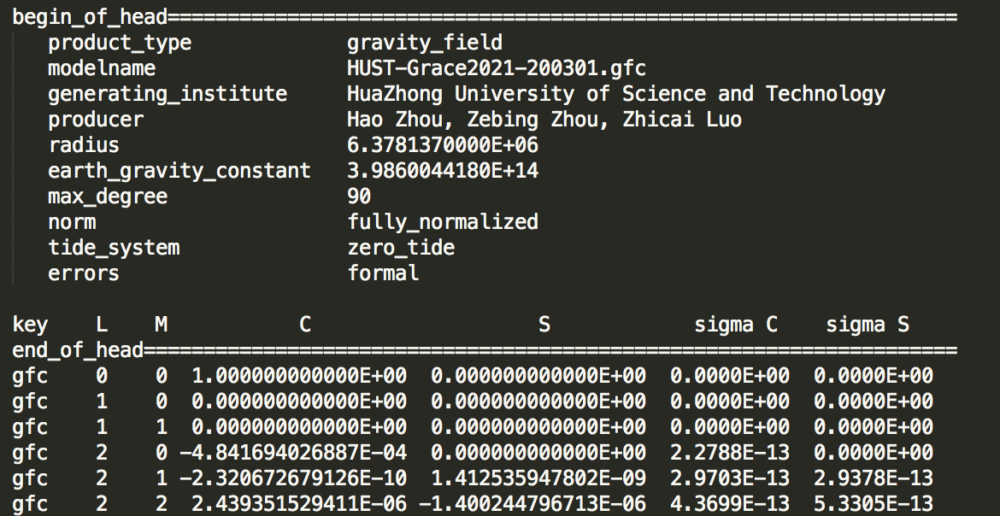 begin_of_head==================================================================
product_type gravity_field
modelname HUST-Grace2021-200301.gfc
generating_institute HuaZhong University of Science and Technology
producer Hao Zhou, Zebing Zhou, Zhicai Luo
radius 6.3781370000E+06
earth_gravity_constant 3.9860044180E+14
max_degree 90
norm fully_normalized
tide_system zero_tide
errors formal
key L M C S sigma C sigma S
end_of_head====================================================================
gfc 0 0 1.000000000000E+00 0.000000000000E+00 0.0000E+00 0.0000E+00
gfc 1 0 0.000000000000E+00 0.000000000000E+00 0.0000E+00 0.0000E+00
gfc 1 1 0.000000000000E+00 0.000000000000E+00 0.0000E+00 0.0000E+00
gfc 2 0 -4.841694026887E-04 0.000000000000E+00 2.2788E-13 0.0000E+00
gfc 2 1 -2.320672679126E-10 1.412535947802E-09 2.9703E-13 2.9378E-13
gfc 2 2 2.439351529411E-06 -1.400244796713E-06 4.3699E-13 5.3305E-13